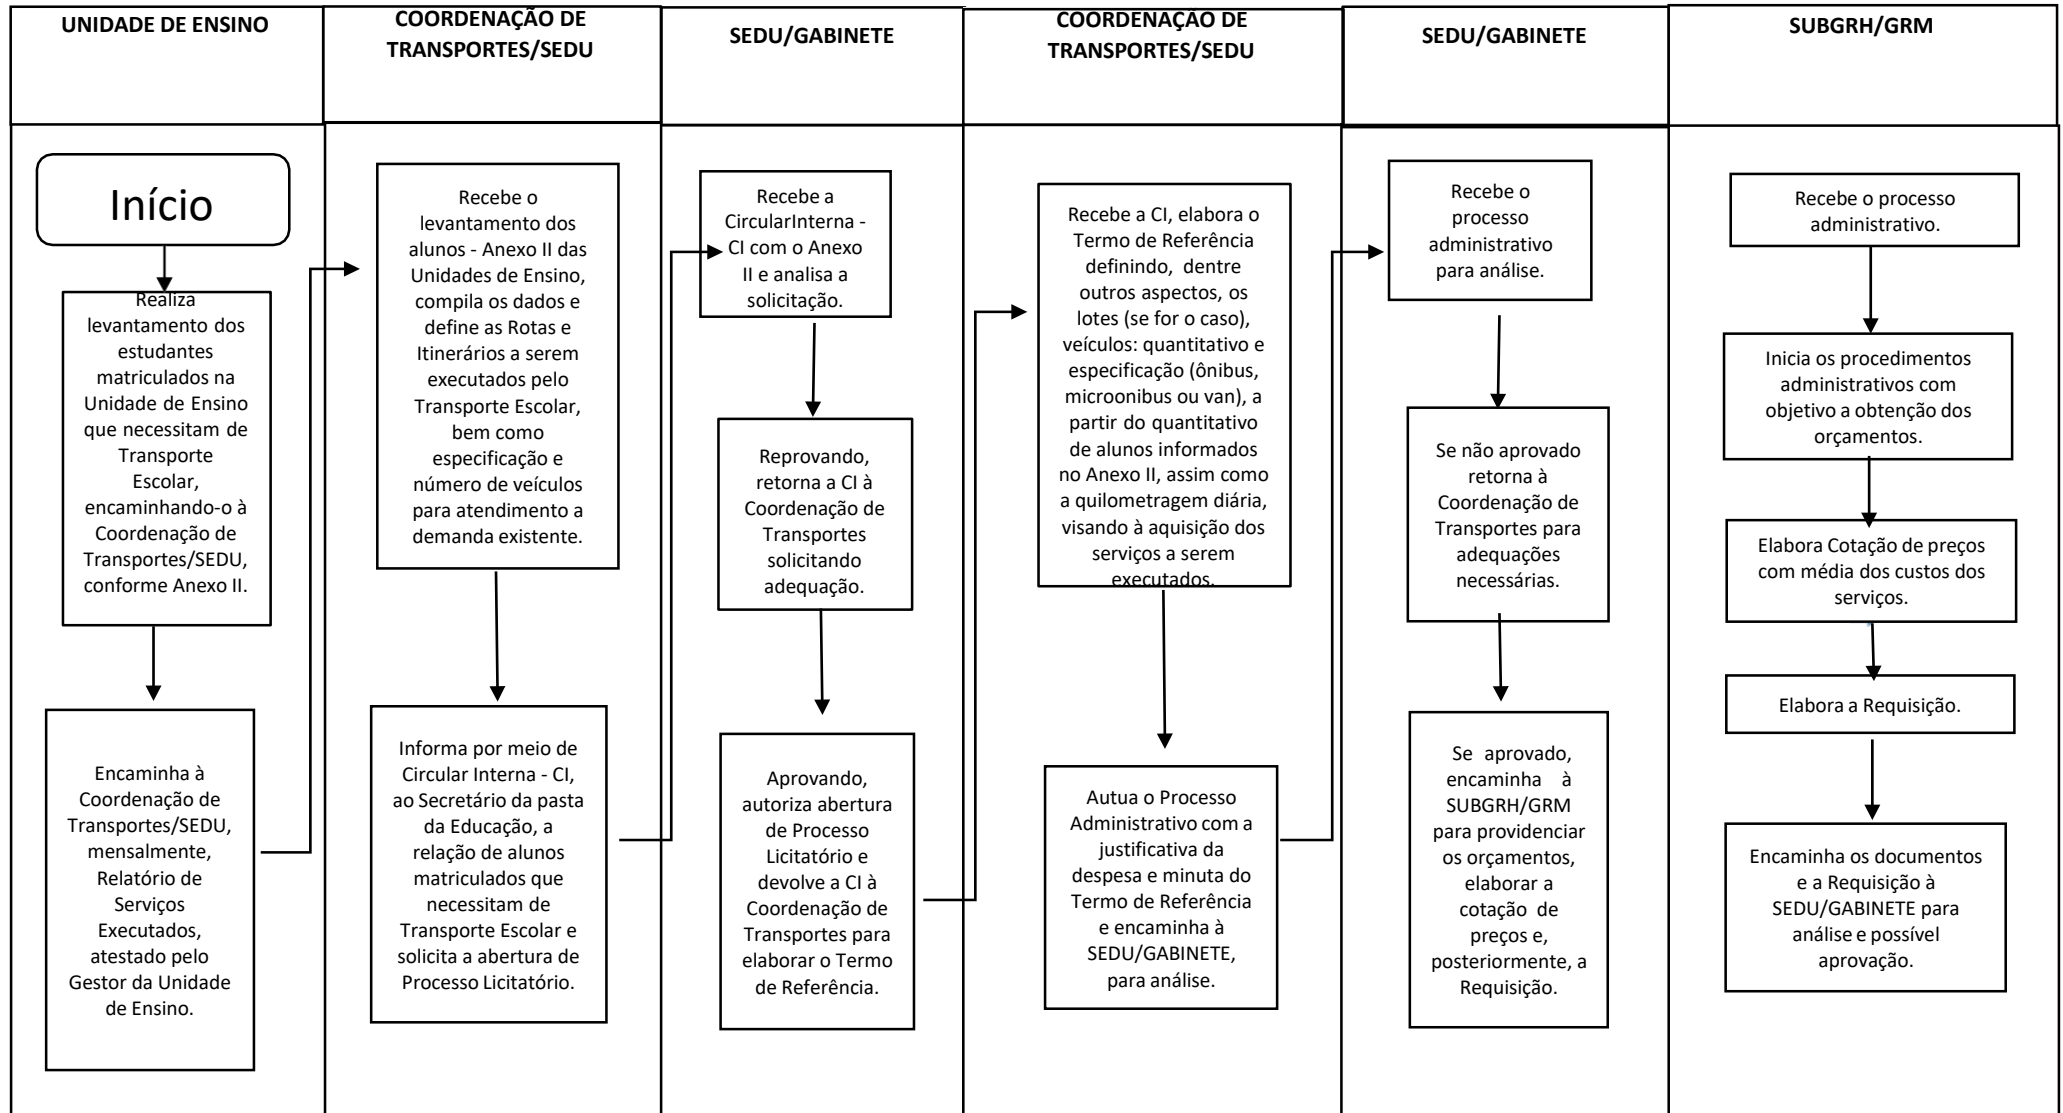 UNIDADE DE ENSINO
COORDENAÇÃO DE
TRANSPORTES/SEDU
SEDU/GABINETE
COORDENAÇÃO DE
TRANSPORTES/SEDU
SEDU/GABINETE
SUBGRH/GRM
Início
Realiza
levantamento dos
estudantes
matriculados na
Unidade de Ensino
que necessitam de
Transporte
Escolar,
encaminhando-o à
Coordenação de
Transportes/SEDU,
conforme Anexo II.
Encaminha à
Coordenação de
Transportes/SEDU,
mensalmente,
Relatório de
Serviços
Executados,
atestado pelo
Gestor da Unidade
de Ensino.
Recebe o
levantamento dos
alunos - Anexo II das
Unidades de Ensino,
compila os dados e
define as Rotas e
Itinerários a serem
executados pelo
Transporte Escolar,
bem como
especificação e
número de veículos
para atendimento a
demanda existente.
Informa por meio de
Circular Interna - CI,
ao Secretário da pasta
da Educação, a
relação de alunos
matriculados que
necessitam de
Transporte Escolar e
solicita a abertura de
Processo Licitatório.
Recebe a
CircularInterna -
CI com o Anexo
II e analisa a
solicitação.
Reprovando,
retorna a CI à
Coordenação de
Transportes
solicitando
adequação.
Aprovando,
autoriza abertura
de Processo
Licitatório e
devolve a CI à
Coordenação de
Transportes para
elaborar o Termo
de Referência.
Recebe a CI, elabora o
Termo de Referência
definindo, dentre
outros aspectos, os
lotes (se for o caso),
veículos: quantitativo e
especificação (ônibus,
microonibus ou van), a
partir do quantitativo
de alunos informados
no Anexo II, assim como
a quilometragem diária,
visando à aquisição dos
serviços a serem
executados.
Autua o Processo
Administrativo com a
justificativa da
despesa e minuta do
Termo de Referência
e encaminha à
SEDU/GABINETE,
para análise.
Recebe o
processo
administrativo
para análise.
Se não aprovado
retorna à
Coordenação de
Transportes para
adequações
necessárias.
Se aprovado,
encaminha à
SUBGRH/GRM
para providenciar
os orçamentos,
elaborar a
cotação de
preços e,
posteriormente, a
Requisição.
Recebe o processo
administrativo.
Inicia os procedimentos
administrativos com
objetivo a obtenção dos
orçamentos.
Elabora Cotação de preços
com média dos custos dos
serviços.
Elabora a Requisição.
Encaminha os documentos
e a Requisição à
SEDU/GABINETE para
análise e possível
aprovação.